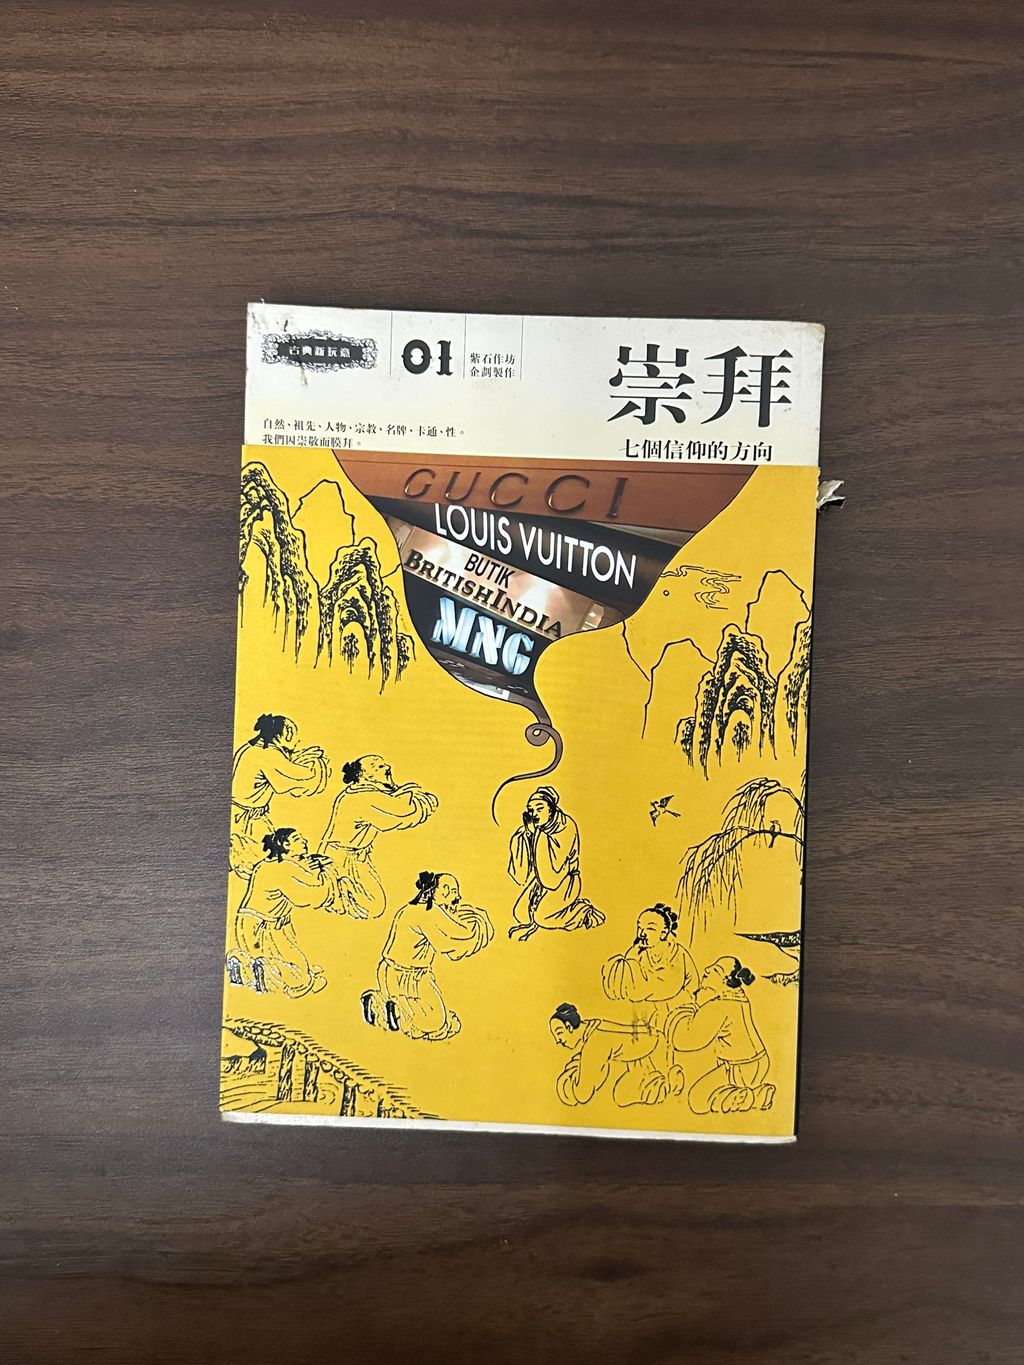 古典新玩意
01
紫石作坊
企劃製作
崇拜
七個信仰的方向
自然、祖先、人物、宗教、名牌、卡通、性。
我們因崇敬而膜拜。
GUCCI
LOUIS VUITTON
BUTIK
BRITISHINDIA
MNG